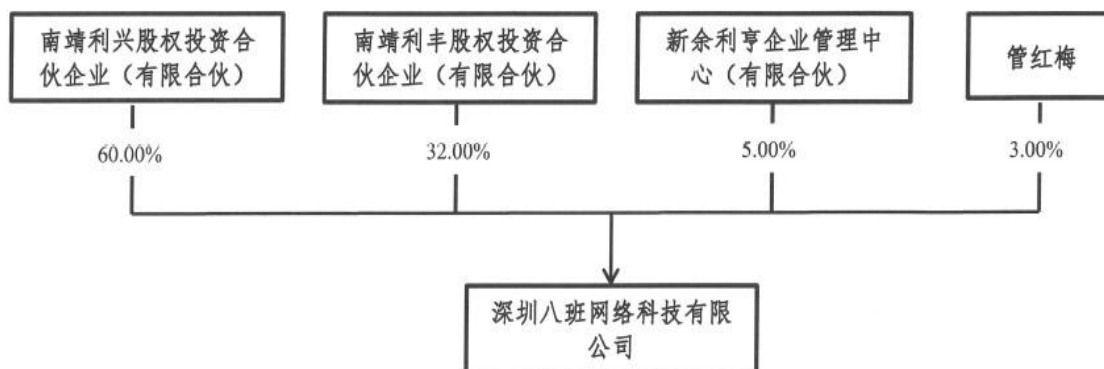 南靖利兴股权投资合
伙企业（有限合伙）
南靖利丰股权投资合
伙企业（有限合伙）
新余利亨企业管理中
心（有限合伙）
管红梅
60.00%
32.00%
5.00%
3.00%
深圳八班网络科技有限
公司